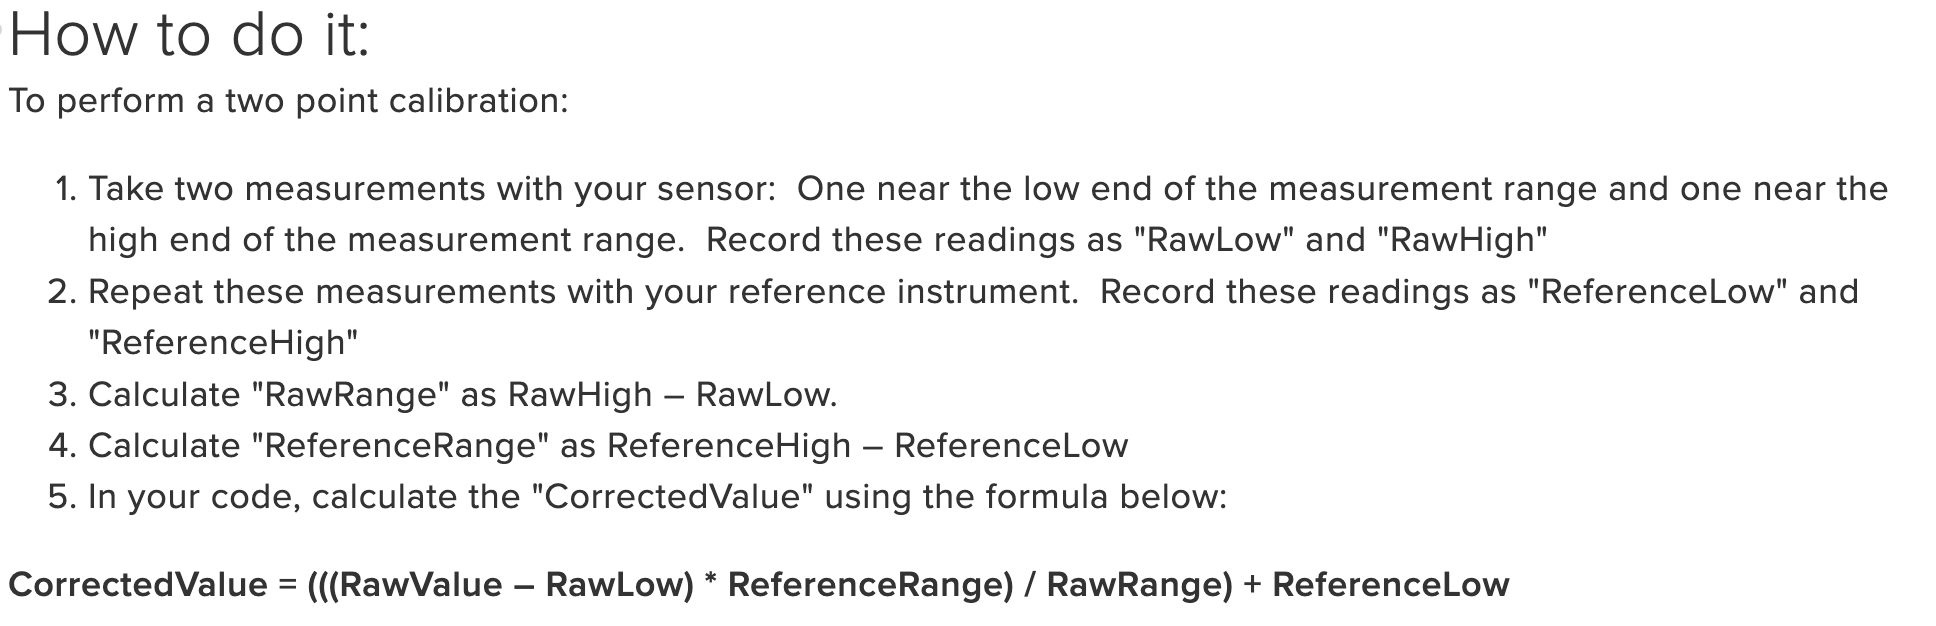 How to do it:
To perform a two point calibration:
1. Take two measurements with your sensor:  One near the low end of the measurement range and one near the
high end of the measurement range.  Record these readings as "RawLow" and "RawHigh"
2. Repeat these measurements with your reference instrument.  Record these readings as "ReferenceLow" and
"ReferenceHigh"
3. Calculate "RawRange" as RawHigh – RawLow.
4. Calculate "ReferenceRange" as ReferenceHigh – ReferenceLow
5. In your code, calculate the "CorrectedValue" using the formula below:
CorrectedValue = (((RawValue – RawLow) * ReferenceRange) / RawRange) + ReferenceLow